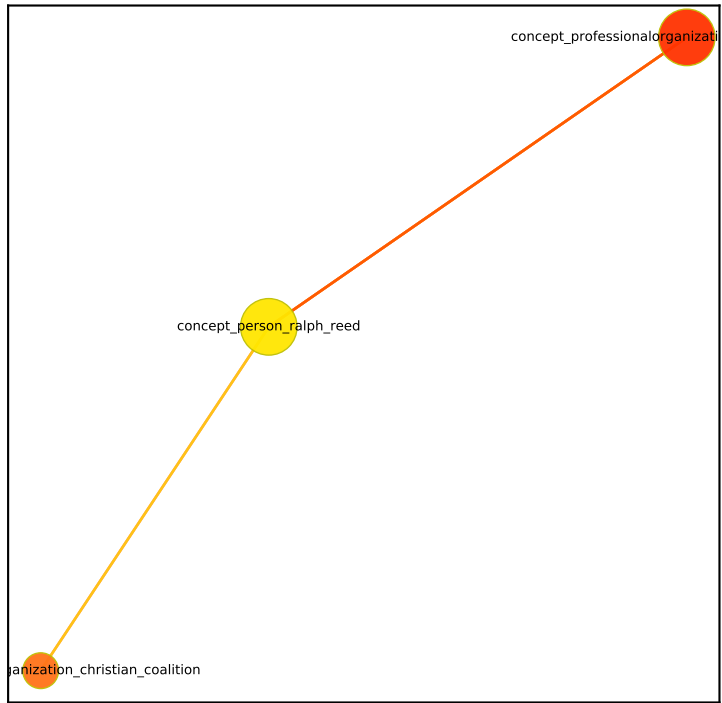 concept_professionalorganizati
concept_person_ralph_reed
ganization_christian_coalition